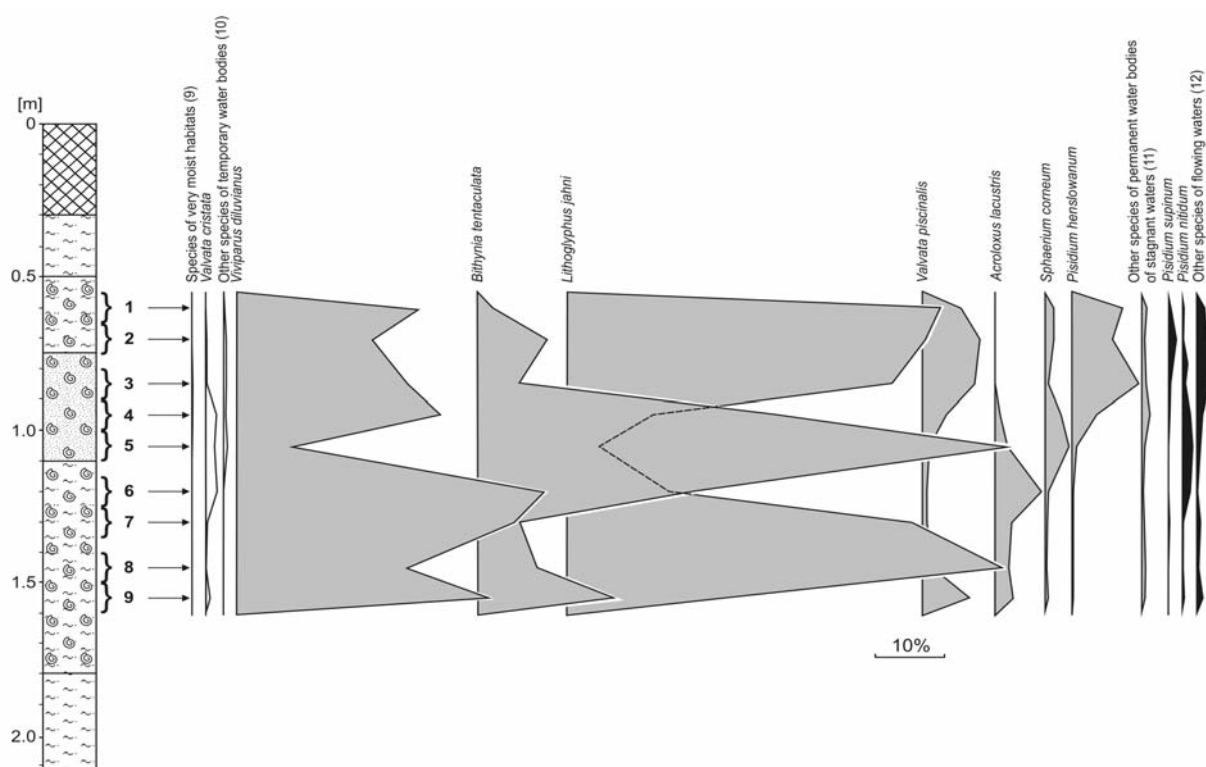 [m]
0
0.5
1.0
1.5
2.0
1
2
3
4
5
6
7
8
9
Species of very moist habitats (9)
Valvata cristata
Other species of temporary water bodies (10)
Viviparus diluvianus
Bithynia tentaculata
Lithoglyphus jahni
Valvata piscinalis
Acroloxus lacustris
Sphaerium corneum
Pisidium henslowanum
Other species of permanent water bodies
of stagnant waters (11)
Pisidium supinum
Pisidium nitidum
Other species of flowing waters (12)
10%